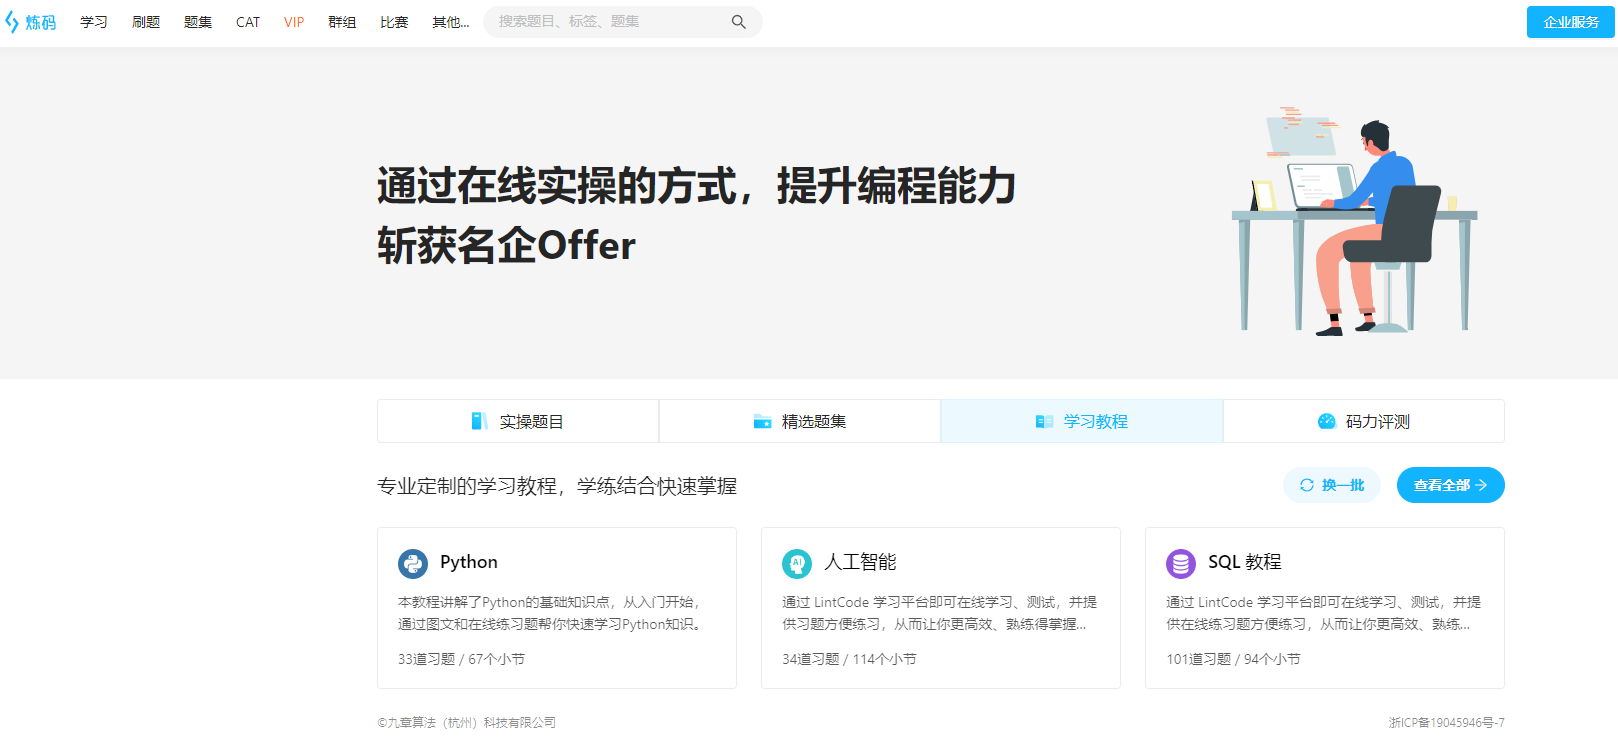 炼码 学习 刷题 题集 CAT VIP 群组 比赛 其他... 搜索题目、标签、题集 企业服务
通过在线实操的方式，提升编程能力
斩获名企Offer
实操题目 精选题集 学习教程 码力评测
专业定制的学习教程，学练结合快速掌握 换一批 查看全部
Python
本教程讲解了Python的基础知识点，从入门开始，
通过图文和在线练习题帮你快速学习Python知识。
33道习题 / 67个小节
人工智能
通过 LintCode 学习平台即可在线学习、测试，并提
供习题方便练习，从而让你更高效、熟练得掌握...
34道习题 / 114个小节
SQL 教程
通过 LintCode 学习平台即可在线学习、测试，并提
供在线练习题方便练习，从而让你更高效、熟练...
101道习题 / 94个小节
©九章算法（杭州）科技有限公司 浙ICP备19045946号-7